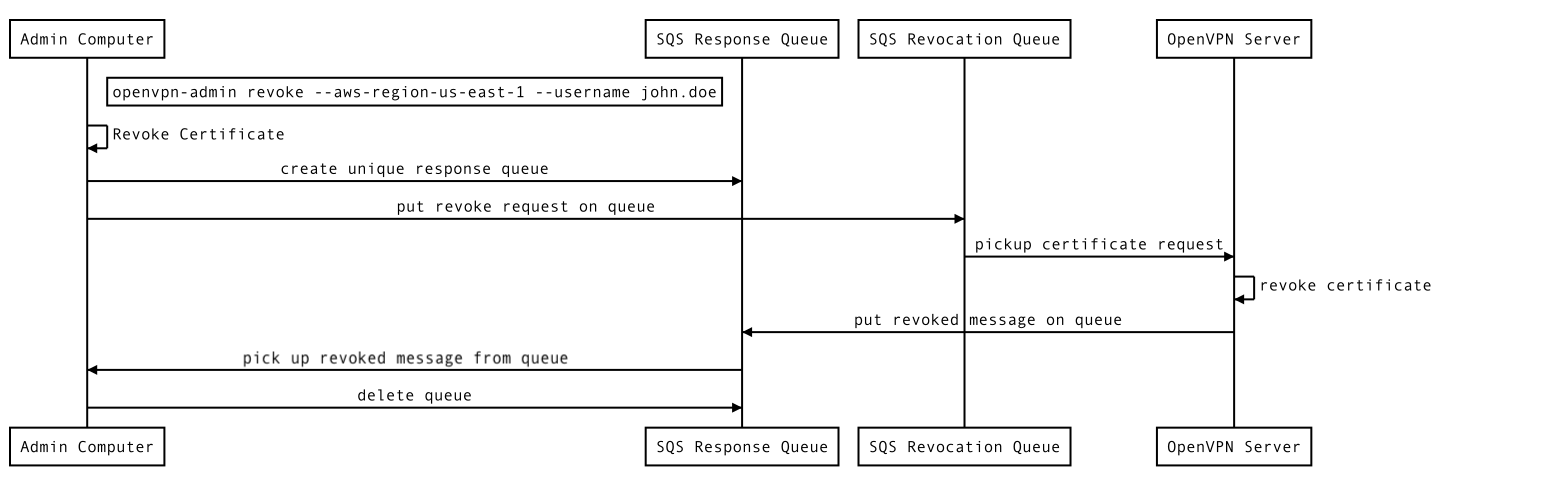 Admin Computer
SQS Response Queue
SQS Revocation Queue
OpenVPN Server
openvpn-admin revoke --aws-region-us-east-1 --username john.doe
Revoke Certificate
create unique response queue
put revoke request on queue
pickup certificate request
revoke certificate
put revoked message on queue
pick up revoked message from queue
delete queue
Admin Computer
SQS Response Queue
SQS Revocation Queue
OpenVPN Server